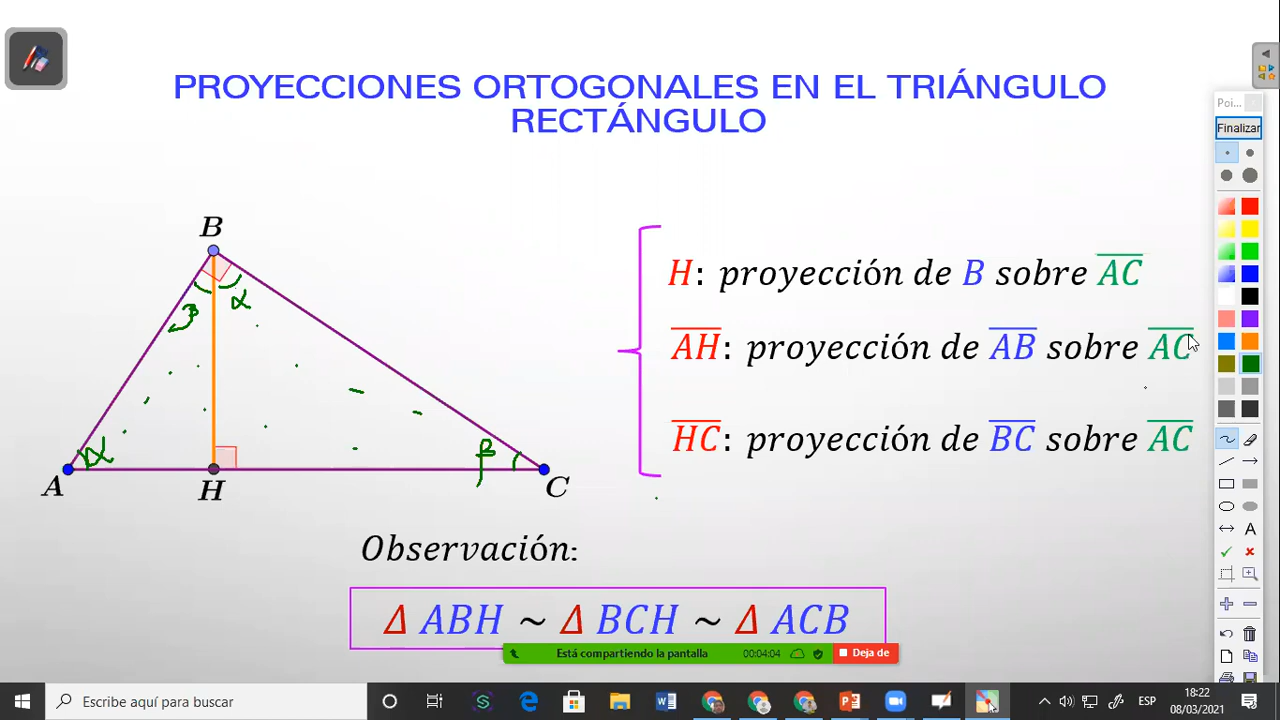 PROYECCIONES ORTOGONALES EN EL TRIÁNGULO
RECTÁNGULO
Poi...
Finalizar
B
β α
α
β
A
H
C
H: proyección de B sobre AC
AH: proyección de AB sobre AC
HC: proyección de BC sobre AC
Observación:
Δ ABH ~ Δ BCH ~ Δ ACB
Está compartiendo la pantalla 00:04:04 Deja de
A
Escribe aquí para buscar
ESP
18:22
08/03/2021